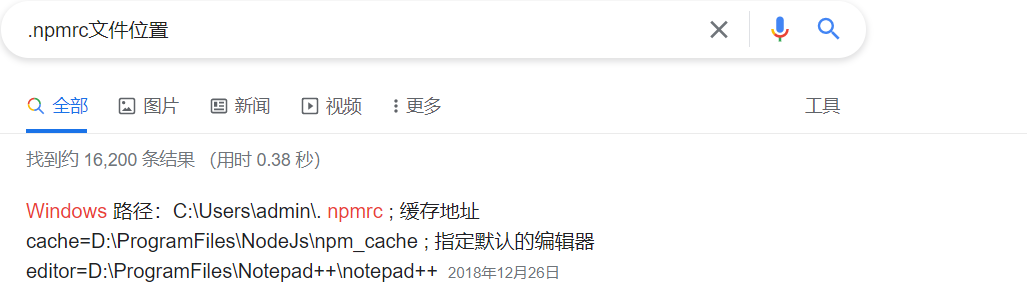 .npmrc文件位置
全部 图片 新闻 视频 更多 工具
找到约 16,200 条结果 （用时 0.38 秒）
Windows 路径：C:\Users\admin\. npmrc ; 缓存地址
cache=D:\ProgramFiles\NodeJs\npm_cache ; 指定默认的编辑器
editor=D:\ProgramFiles\Notepad++\notepad++ 2018年12月26日